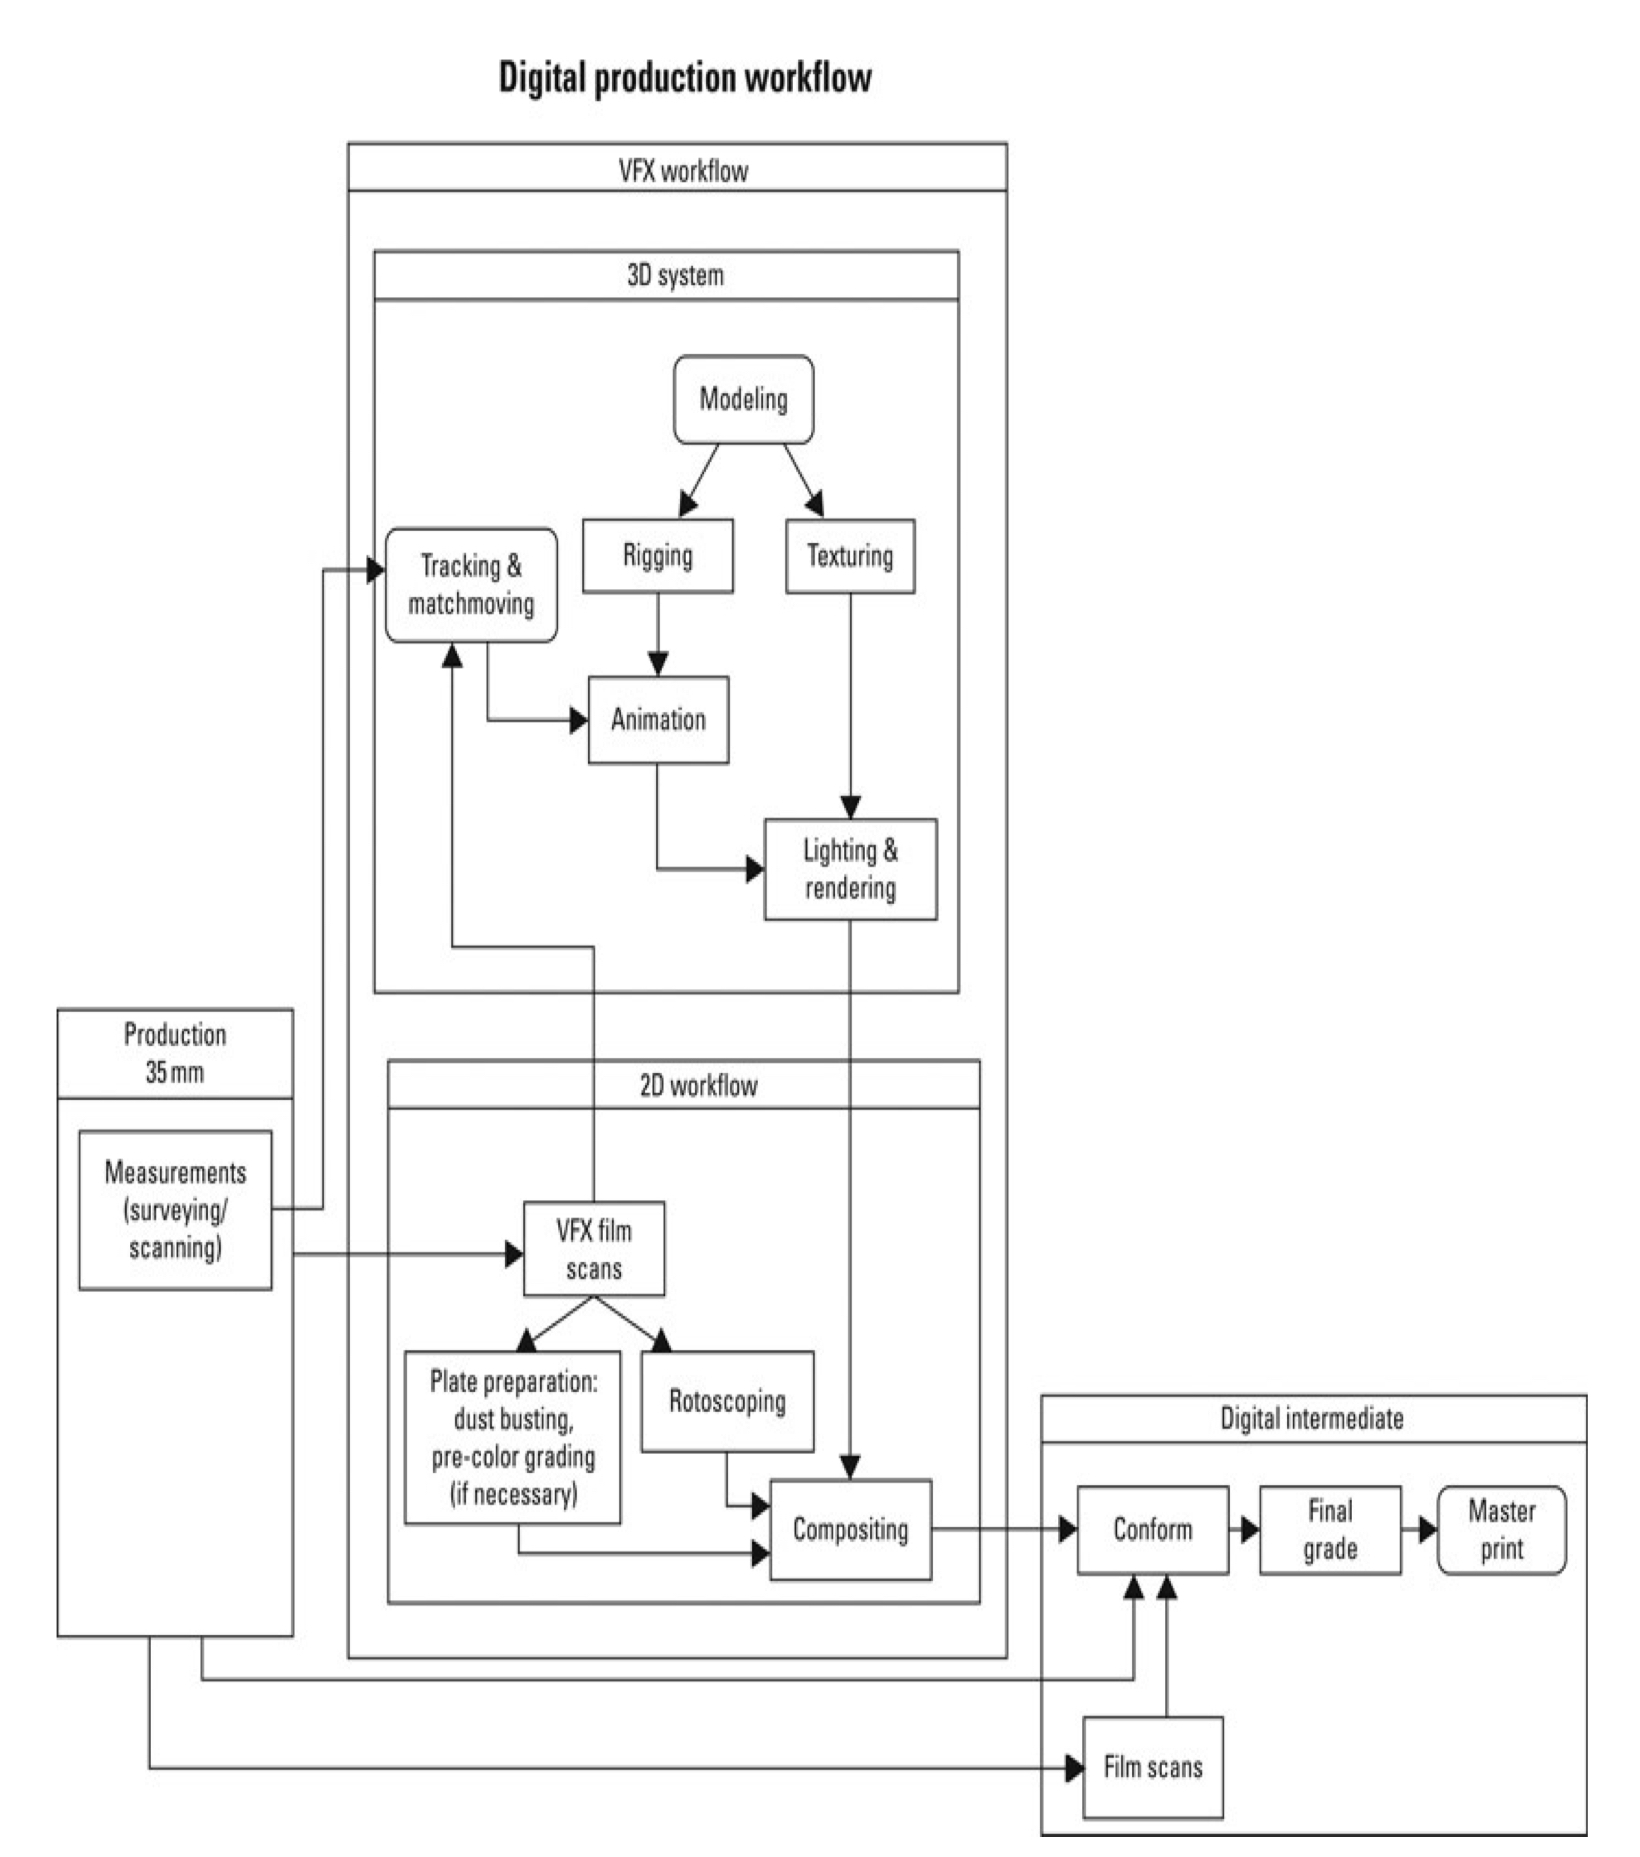 Digital production workflow
VFX workflow
3D system
Modeling
Tracking &
matchmoving
Rigging
Texturing
Animation
Lighting &
rendering
Production
35 mm
Measurements
(surveying/
scanning)
2D workflow
VFX film
scans
Plate preparation:
dust busting,
pre-color grading
(if necessary)
Rotoscoping
Compositing
Digital intermediate
Conform
Final
grade
Master
print
Film scans